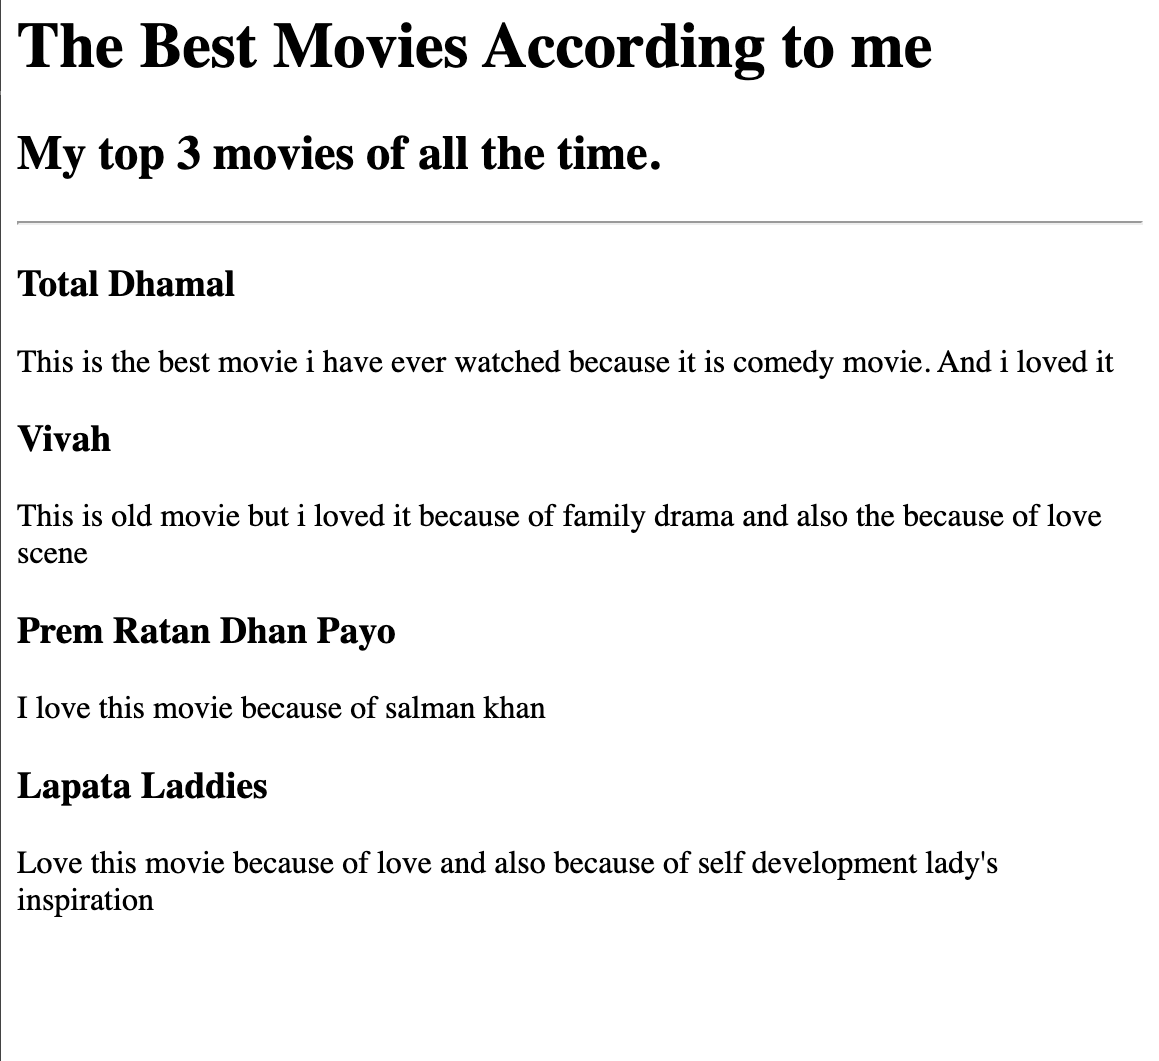 The Best Movies According to me
My top 3 movies of all the time.
Total Dhamal
This is the best movie i have ever watched because it is comedy movie. And i loved it
Vivah
This is old movie but i loved it because of family drama and also the because of love
scene
Prem Ratan Dhan Payo
I love this movie because of salman khan
Lapata Laddies
Love this movie because of love and also because of self development lady's
inspiration